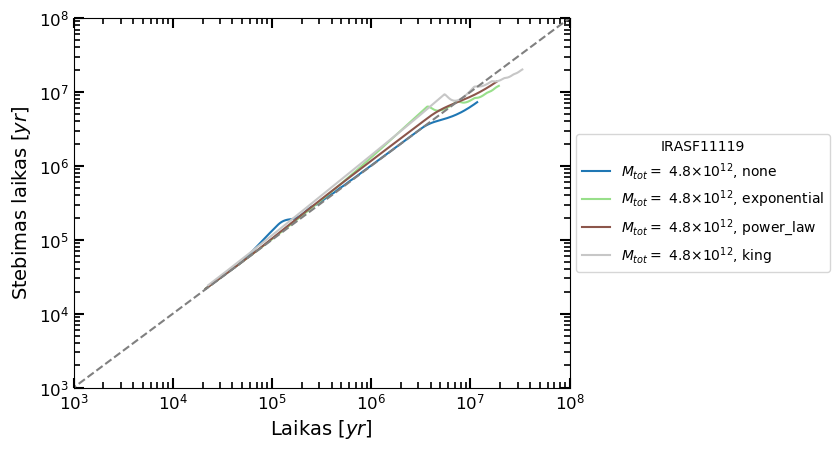 10^8
10^7
10^6
10^5
10^4
10^3
Stebimas laikas [yr]
10^3 10^4 10^5 10^6 10^7 10^8
Laikas [yr]
IRASF11119
M_tot = 4.8×10^12, none
M_tot = 4.8×10^12, exponential
M_tot = 4.8×10^12, power_law
M_tot = 4.8×10^12, king